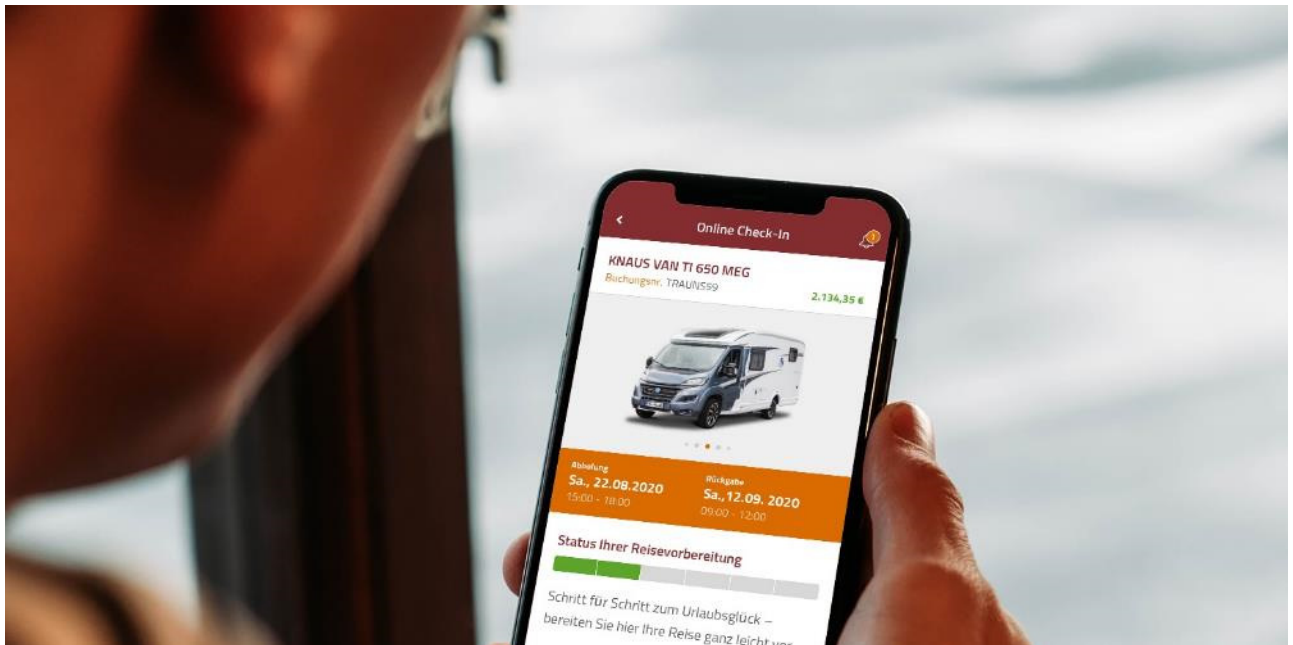 Online Check-In
1
KNAUS VAN TI 650 MEG
Buchungsnr. TRAUNS99
2.134,35 €
Abholung
Sa., 22.08.2020
15:00 - 18:00
Rückgabe
Sa., 12.09. 2020
09:00 - 12:00
Status Ihrer Reisevorbereitung
Schritt für Schritt zum Urlaubsglück –
bereiten Sie hier Ihre Reise ganz leicht vor